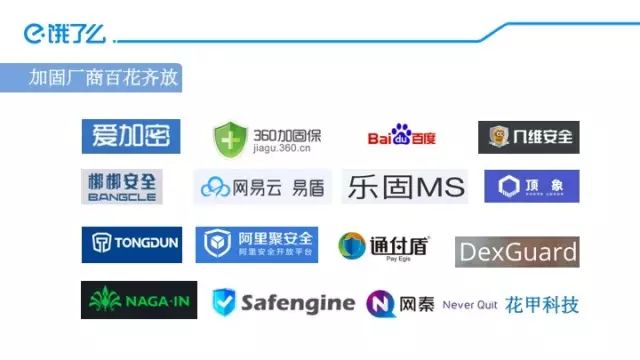 e·饿了么
加固厂商百花齐放
爱加密
360加固保
jiagu.360.cn
Bai du 百度
几维安全
梆梆安全
BANGCLE
网易云 易盾
乐固MS
顶象
TONGDUN
阿里聚安全
阿里安全开放平台
通付盾®
Pay Egis
DexGuard
NAGA·IN
Safengine
网秦
Never Quit
花甲科技